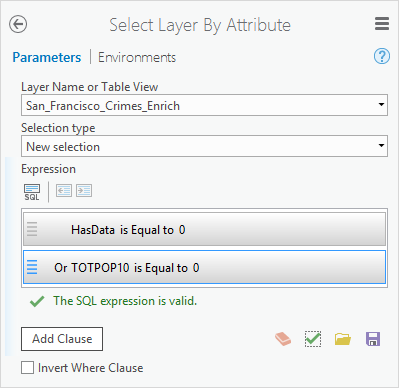 Select Layer By Attribute
Parameters | Environments
?
Layer Name or Table View
San_Francisco_Crimes_Enrich
Selection type
New selection
Expression
SQL
HasData is Equal to 0
Or TOTPOP10 is Equal to 0
The SQL expression is valid.
Add Clause
Invert Where Clause